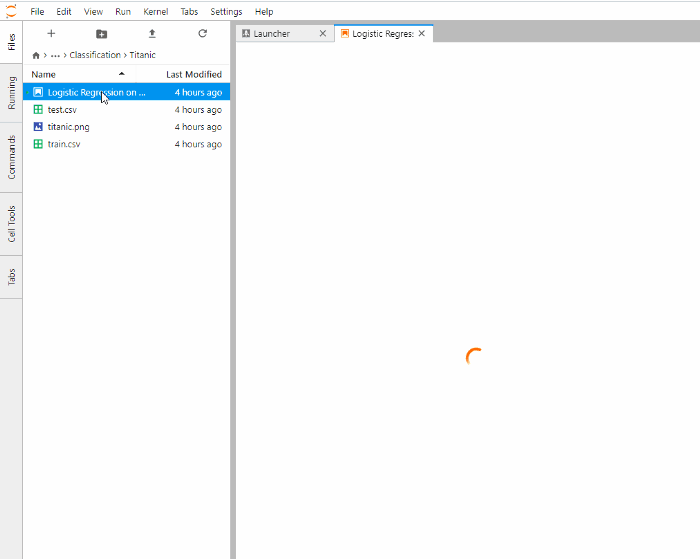 File Edit View Run Kernel Tabs Settings Help
Files
Running
Commands
Cell Tools
Tabs
... > Classification > Titanic
Name Last Modified
Logistic Regression on ... 4 hours ago
test.csv 4 hours ago
titanic.png 4 hours ago
train.csv 4 hours ago
Launcher Logistic Regres: